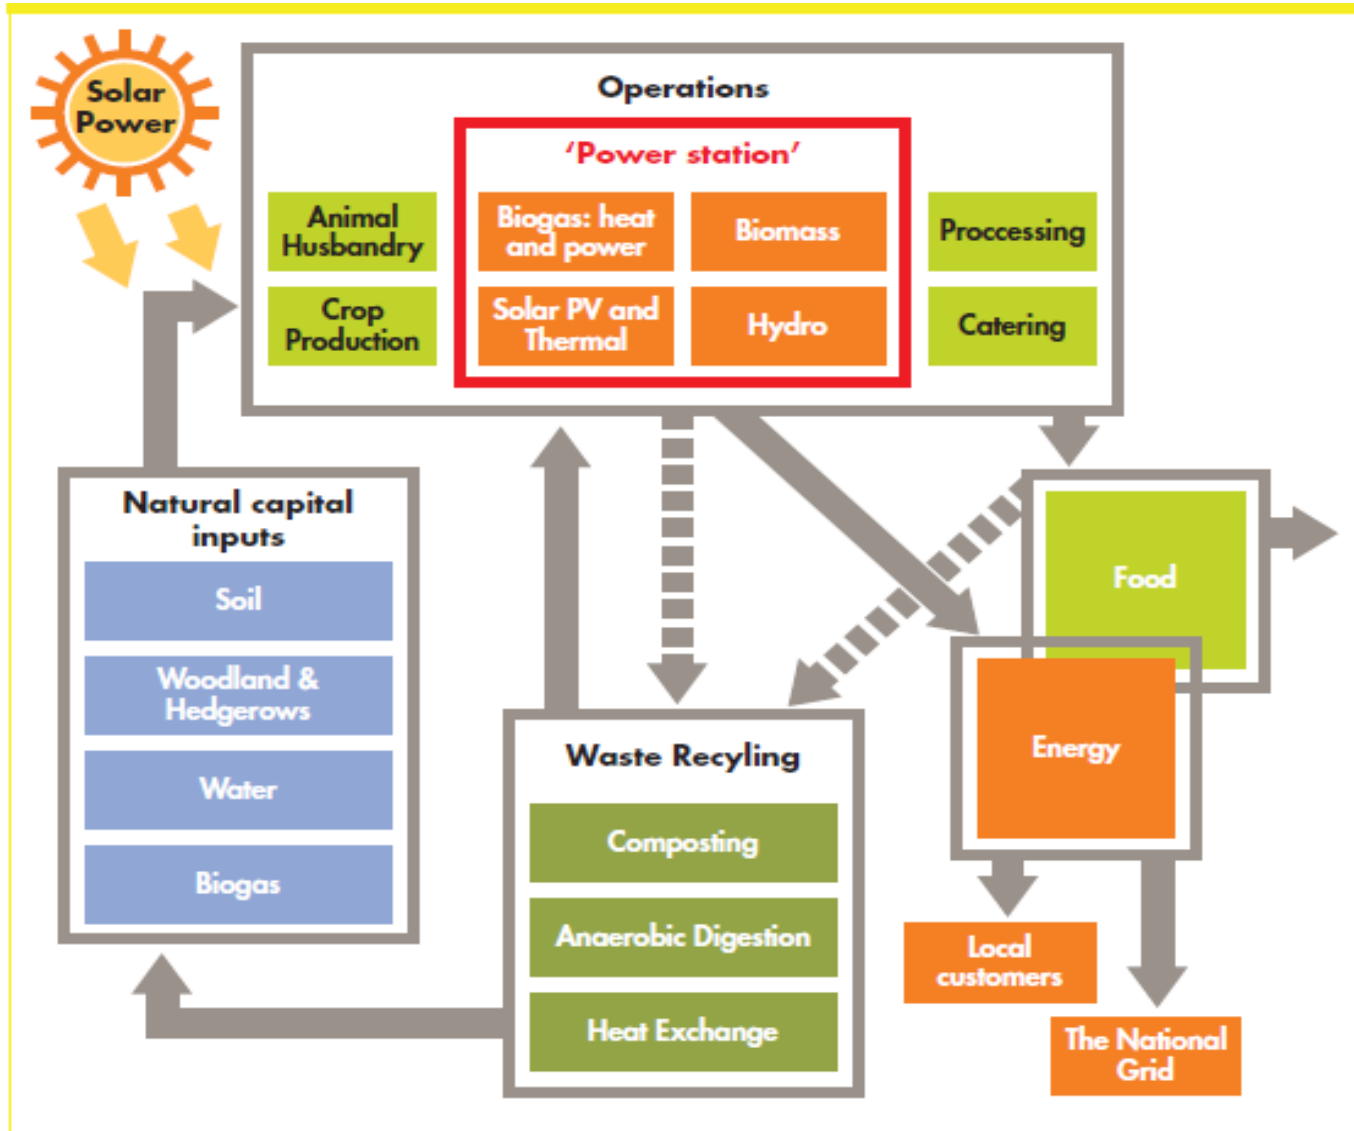 Solar
Power
Operations
'Power station'
Animal
Husbandry
Biogas: heat
and power
Biomass
Proccessing
Crop
Production
Solar PV and
Thermal
Hydro
Catering
Natural capital
inputs
Soil
Woodland &
Hedgerows
Water
Biogas
Waste Recyling
Composting
Anaerobic Digestion
Heat Exchange
Food
Energy
Local
customers
The National
Grid